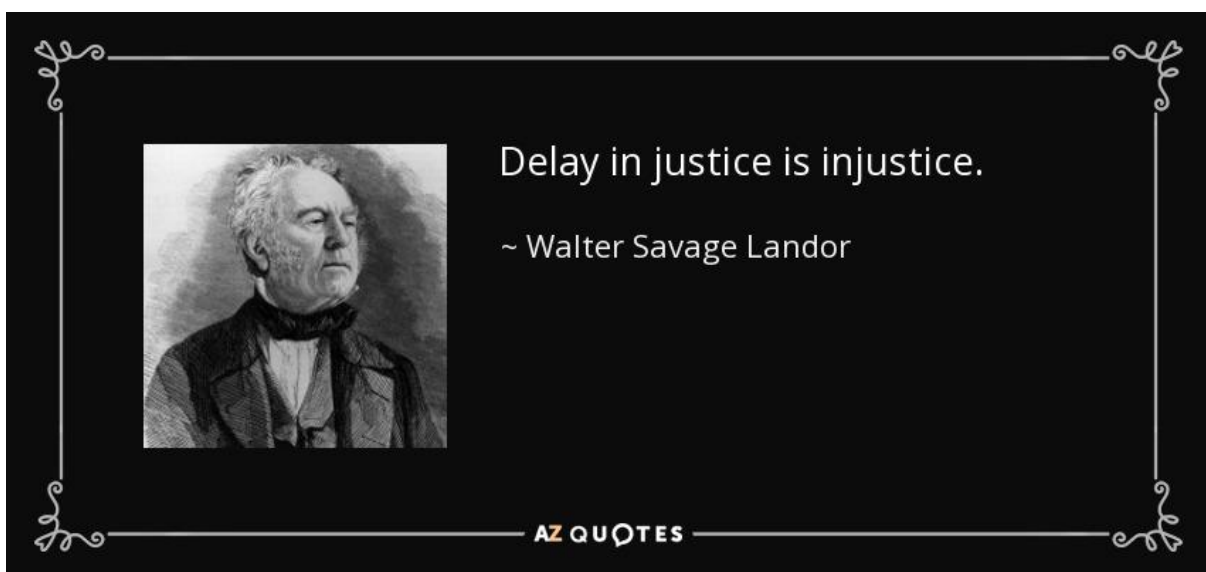 Delay in justice is injustice.
~ Walter Savage Landor
AZ QUOTES